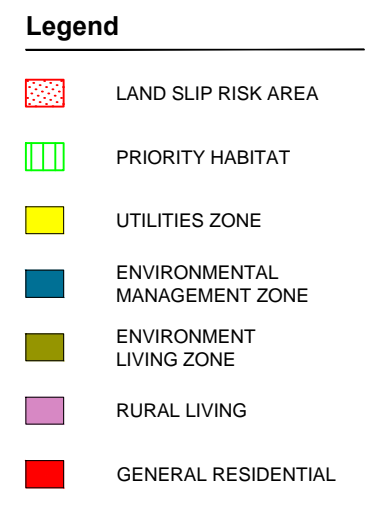 Legend
LAND SLIP RISK AREA
PRIORITY HABITAT
UTILITIES ZONE
ENVIRONMENTAL
MANAGEMENT ZONE
ENVIRONMENT
LIVING ZONE
RURAL LIVING
GENERAL RESIDENTIAL